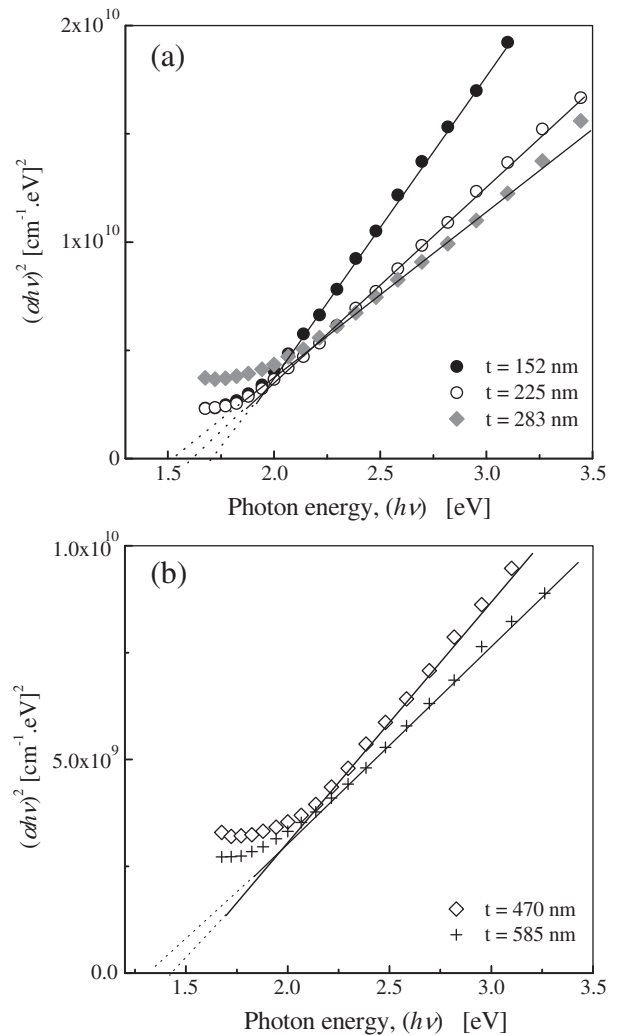 (a)
2x10^10
1x10^10
0
(αhν)^2 [cm^-1.eV]^2
t = 152 nm
t = 225 nm
t = 283 nm
1.5 2.0 2.5 3.0 3.5
Photon energy, (hν) [eV]
(b)
1.0x10^10
5.0x10^9
0.0
(αhν)^2 [cm^-1.eV]^2
t = 470 nm
t = 585 nm
1.5 2.0 2.5 3.0 3.5
Photon energy, (hν) [eV]